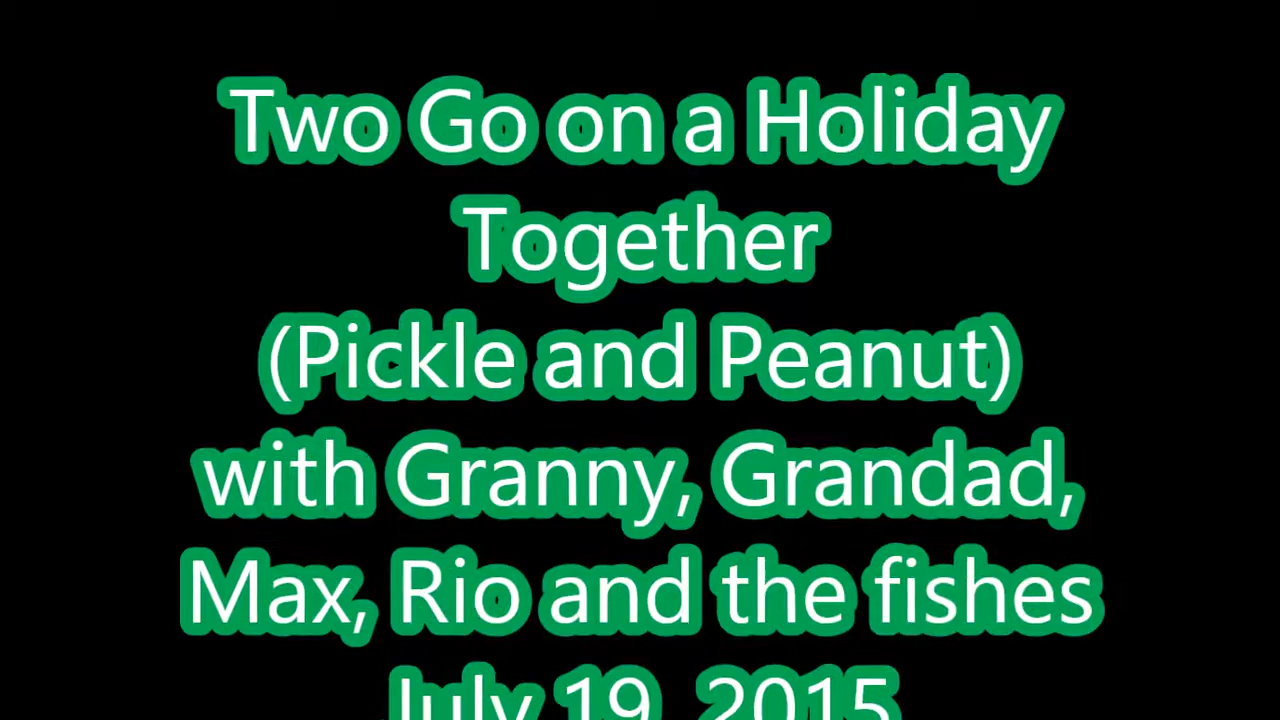 Two Go on a Holiday
Together
(Pickle and Peanut)
with Granny, Grandad,
Max, Rio and the fishes
July 19, 2015